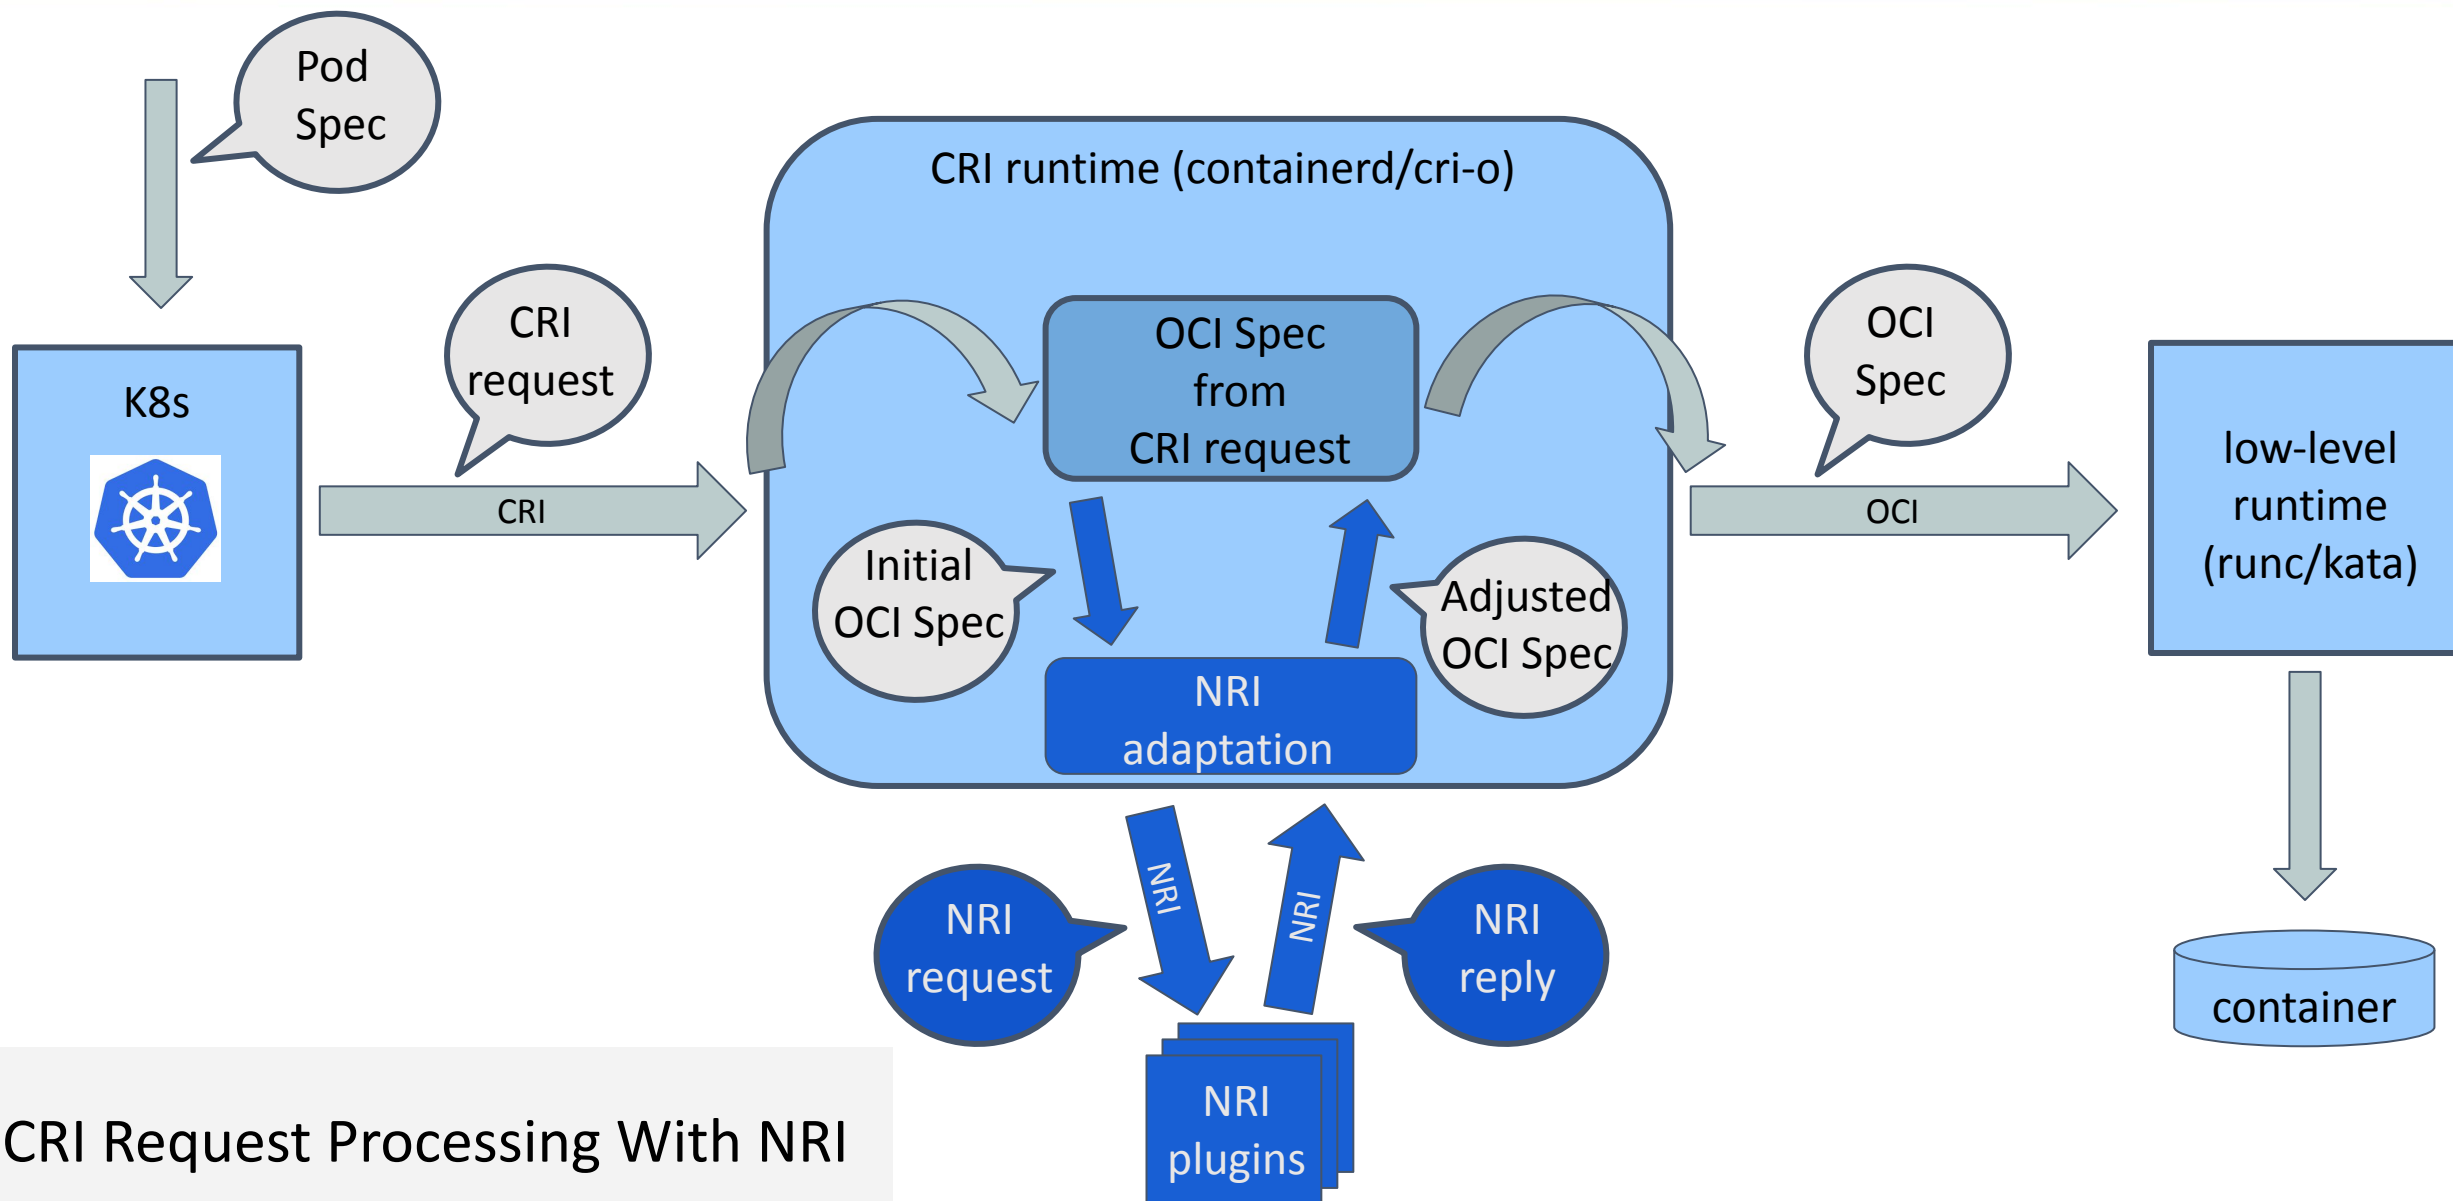 Pod
Spec
CRI runtime (containerd/cri-o)
K8s
CRI
request
CRI
OCI Spec
from
CRI request
OCI
Spec
OCI
low-level
runtime
(runc/kata)
Initial
OCI Spec
Adjusted
OCI Spec
NRI
adaptation
NRI
NRI
NRI
request
NRI
reply
container
NRI
plugins
CRI Request Processing With NRI